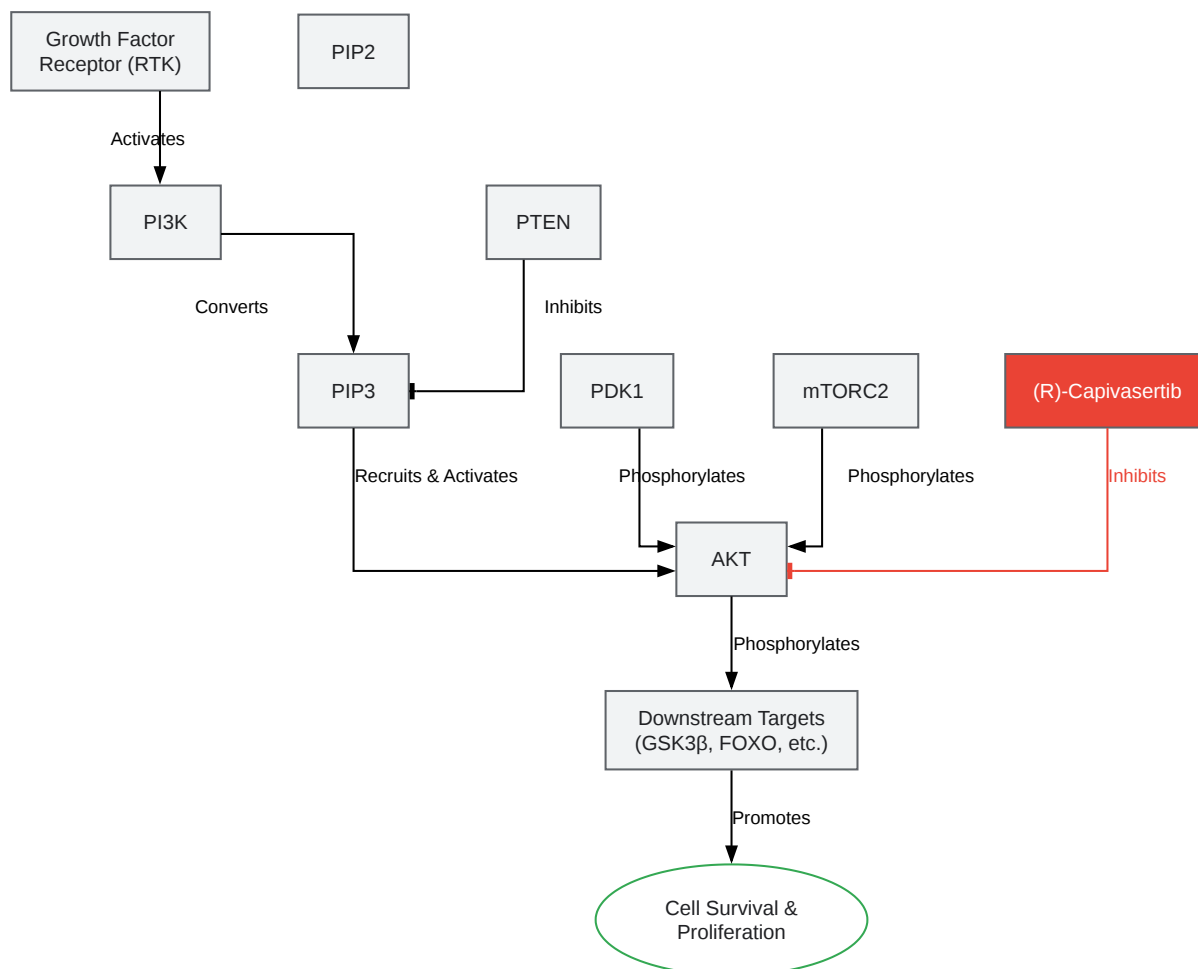 Growth Factor
Receptor (RTK)
PIP2
Activates
PI3K
PTEN
Converts
Inhibits
PIP3
PDK1
mTORC2
(R)-Capivasertib
Recruits & Activates
Phosphorylates
Phosphorylates
Inhibits
AKT
Phosphorylates
Downstream Targets
(GSK3β, FOXO, etc.)
Promotes
Cell Survival &
Proliferation